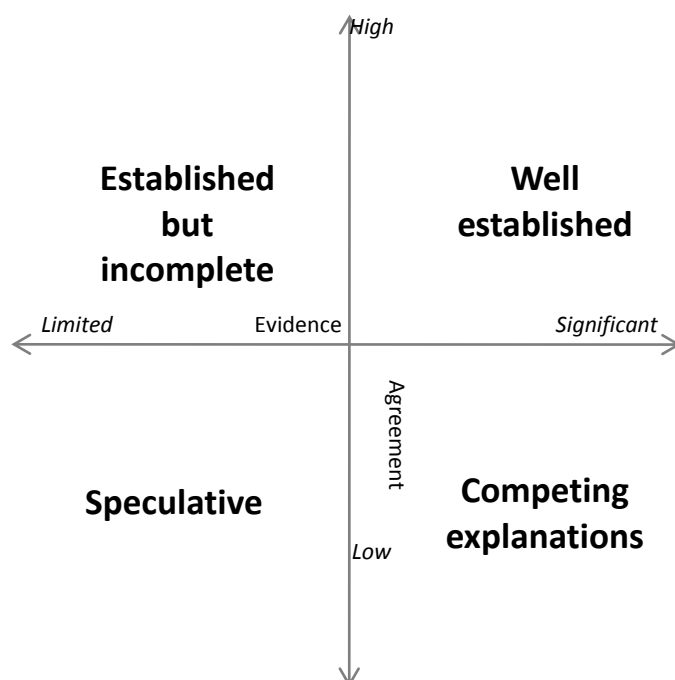 High
Established
but
incomplete
Well
established
Limited
Evidence
Significant
Agreement
Speculative
Competing
explanations
Low